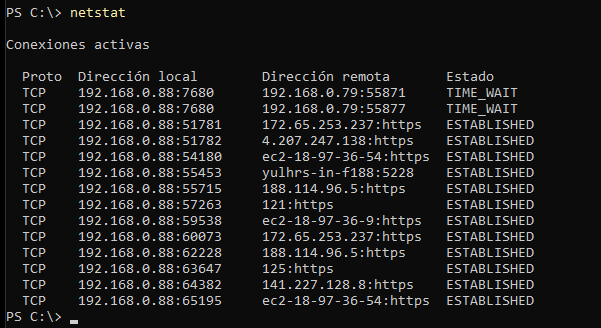 PS C:\> netstat
Conexiones activas
Proto Dirección local Dirección remota Estado
TCP 192.168.0.88:7680 192.168.0.79:55871 TIME_WAIT
TCP 192.168.0.88:7680 192.168.0.79:55877 TIME_WAIT
TCP 192.168.0.88:51781 172.65.253.237:https ESTABLISHED
TCP 192.168.0.88:51782 4.207.247.138:https ESTABLISHED
TCP 192.168.0.88:54180 ec2-18-97-36-54:https ESTABLISHED
TCP 192.168.0.88:55453 yulhrs-in-f188:5228 ESTABLISHED
TCP 192.168.0.88:55715 188.114.96.5:https ESTABLISHED
TCP 192.168.0.88:57263 121:https ESTABLISHED
TCP 192.168.0.88:59538 ec2-18-97-36-9:https ESTABLISHED
TCP 192.168.0.88:60073 172.65.253.237:https ESTABLISHED
TCP 192.168.0.88:62228 188.114.96.5:https ESTABLISHED
TCP 192.168.0.88:63647 125:https ESTABLISHED
TCP 192.168.0.88:64382 141.227.128.8:https ESTABLISHED
TCP 192.168.0.88:65195 ec2-18-97-36-54:https ESTABLISHED
PS C:\>